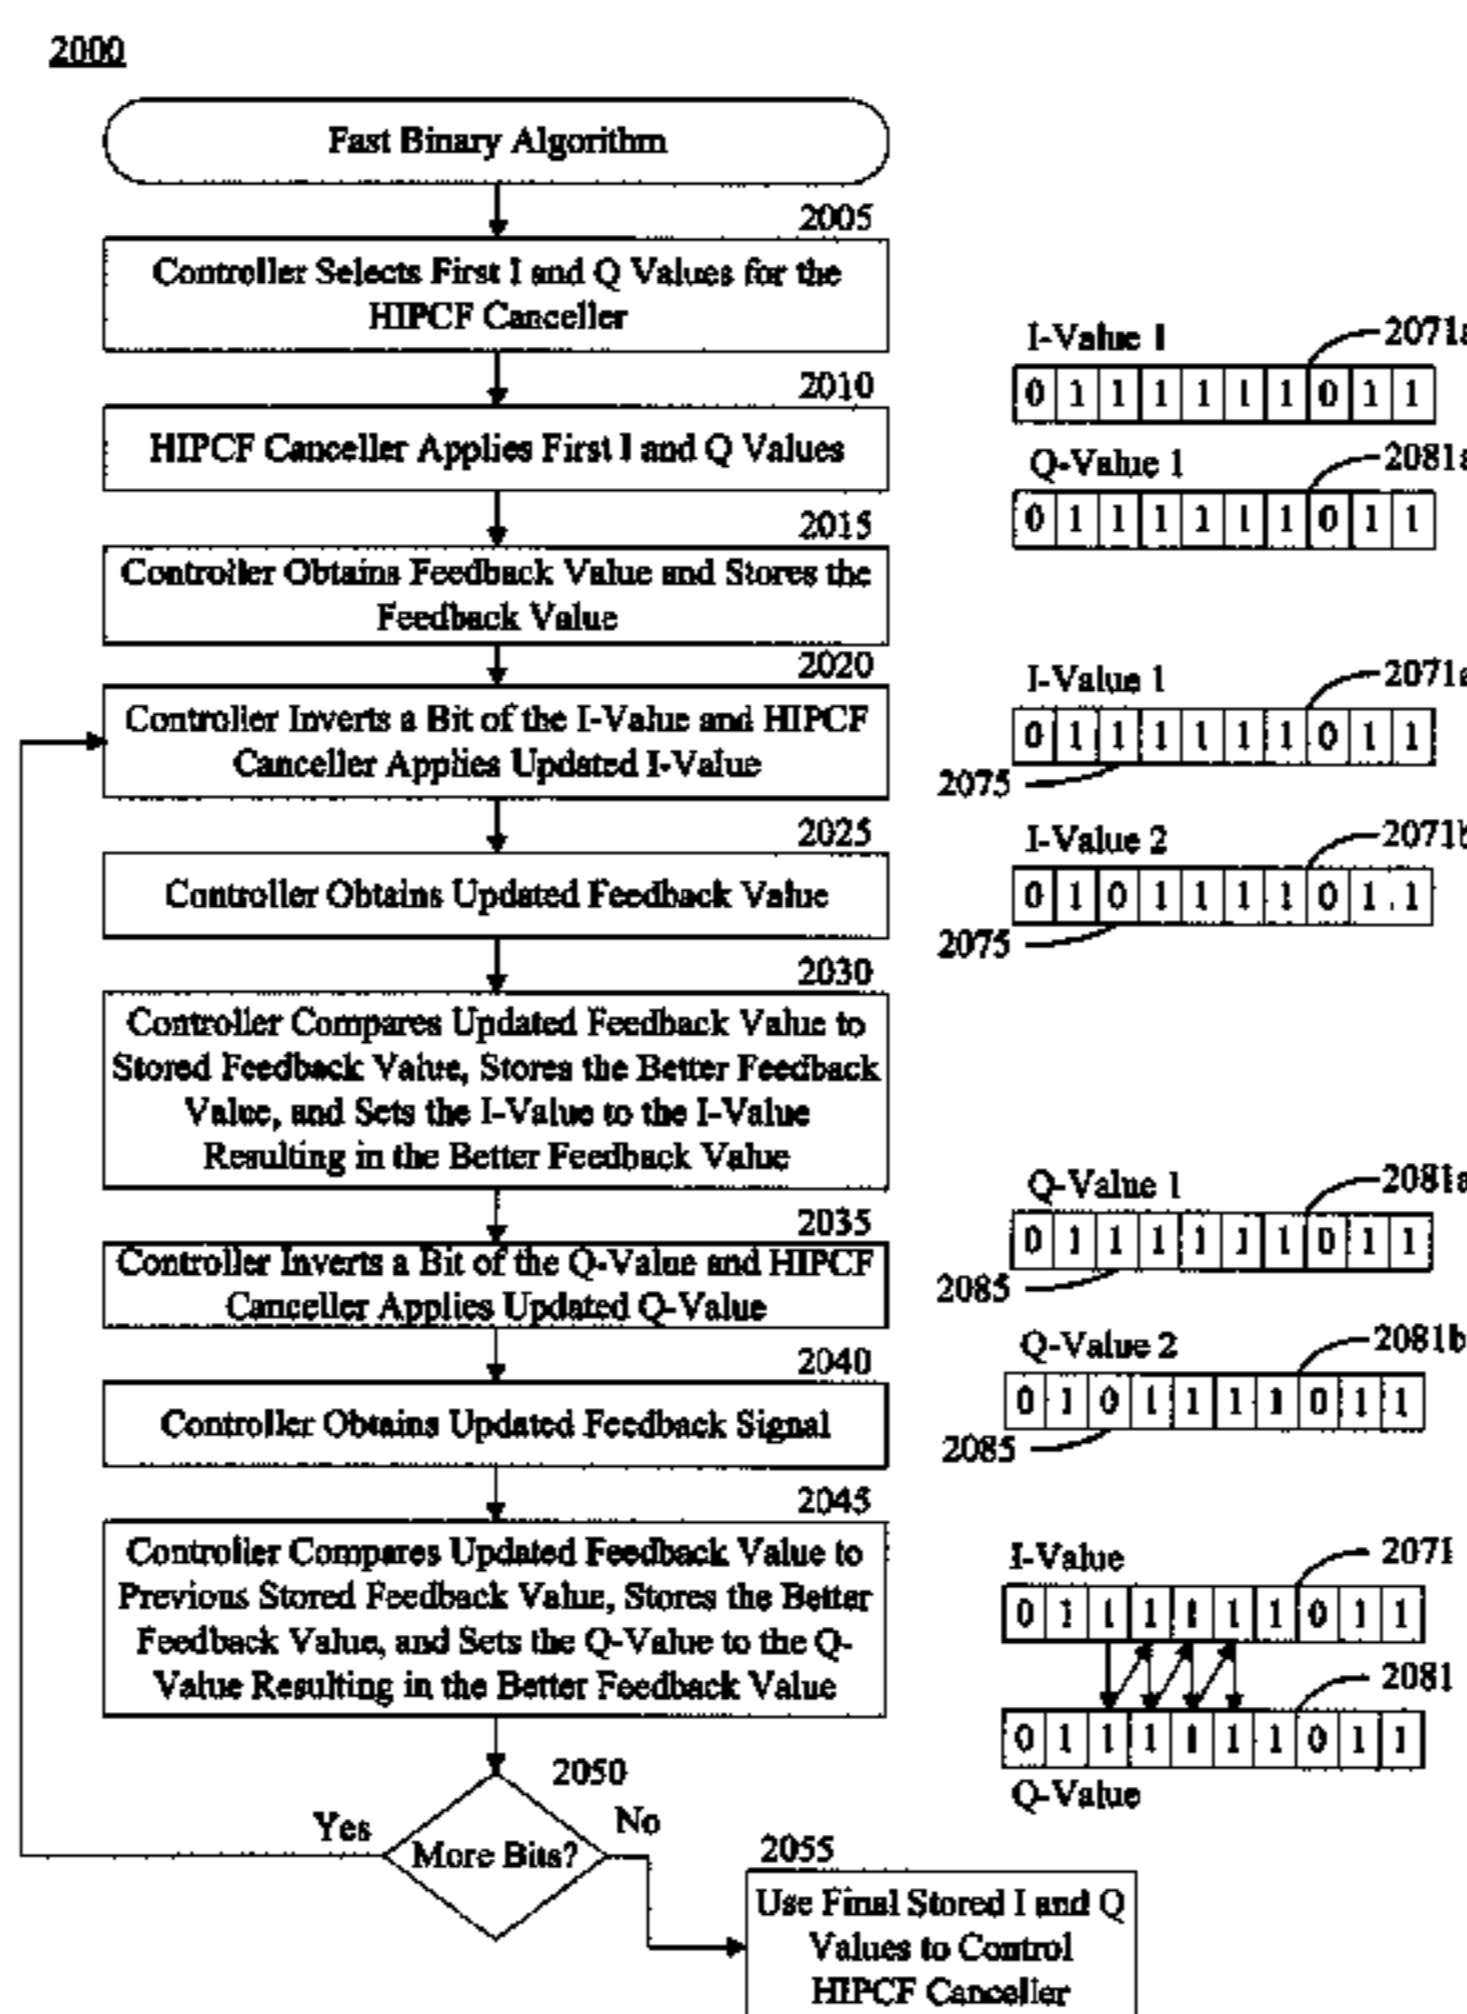 2000
Fast Binary Algorithm
2005
Controller Selects First I and Q Values for the
HIPCF Canceller
2010
HIPCF Canceller Applies First I and Q Values
2015
Controller Obtains Feedback Value and Stores the
Feedback Value
2020
Controller Inverts a Bit of the I-Value and HIPCF
Canceller Applies Updated I-Value
2025
Controller Obtains Updated Feedback Value
2030
Controller Compares Updated Feedback Value to
Stored Feedback Value, Stores the Better Feedback
Value, and Sets the I-Value to the I-Value
Resulting in the Better Feedback Value
2035
Controller Inverts a Bit of the Q-Value and HIPCF
Canceller Applies Updated Q-Value
2040
Controller Obtains Updated Feedback Signal
2045
Controller Compares Updated Feedback Value to
Previous Stored Feedback Value, Stores the Better
Feedback Value, and Sets the Q-Value to the Q-
Value Resulting in the Better Feedback Value
2050
More Bits?
Yes
No
2055
Use Final Stored I and Q
Values to Control
HIPCF Canceller
I-Value 1
2071a
0 1 1 1 1 1 1 0 1 1
Q-Value 1
2081a
0 1 1 1 1 1 1 0 1 1
I-Value 1
2071a
0 1 1 1 1 1 1 0 1 1
2075
I-Value 2
2071b
0 1 0 1 1 1 1 0 1 1
2075
Q-Value 1
2081a
0 1 1 1 1 1 1 0 1 1
2085
Q-Value 2
2081b
0 1 0 1 1 1 1 0 1 1
2085
I-Value
2071
0 1 1 1 1 1 1 0 1 1
2081
0 1 1 1 1 1 1 0 1 1
Q-Value